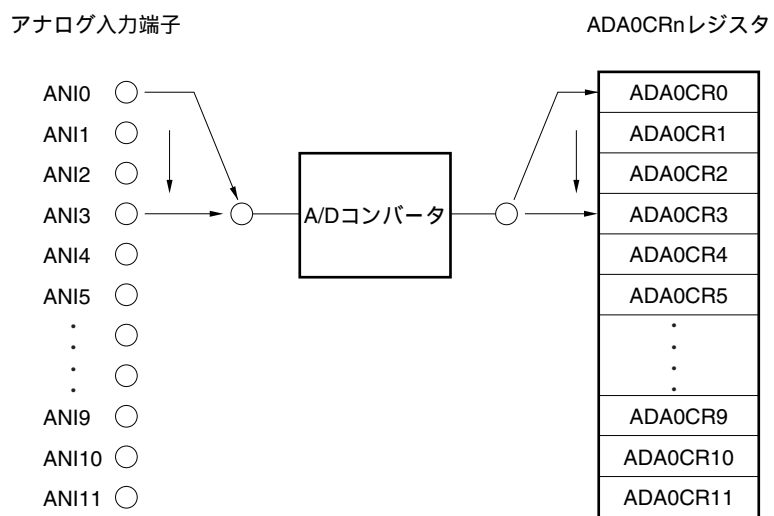 アナログ入力端子
ADA0CRnレジスタ
ANI0
ANI1
ANI2
ANI3
ANI4
ANI5
・
・
・
・
ANI9
ANI10
ANI11
A/Dコンバータ
ADA0CR0
ADA0CR1
ADA0CR2
ADA0CR3
ADA0CR4
ADA0CR5
・
・
・
・
ADA0CR9
ADA0CR10
ADA0CR11